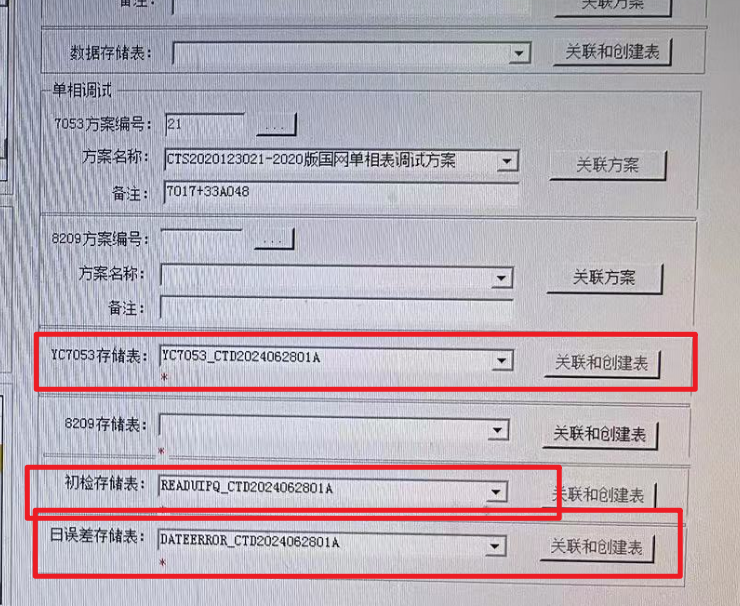 备注: 关联方案
数据存储表: 关联和创建表
单相调试
7053方案编号: 21 ...
方案名称: CTS2020123021-2020版国网单相表调试方案 关联方案
备注: 7017+33A048
8209方案编号: ...
方案名称: 关联方案
备注:
YC7053存储表: YC7053_CTD2024062801A 关联和创建表
*
8209存储表: 关联和创建表
*
初检存储表: READUIPQ_CTD2024062801A 关联和创建表
日误差存储表: DATEERROR_CTD2024062801A 关联和创建表
*